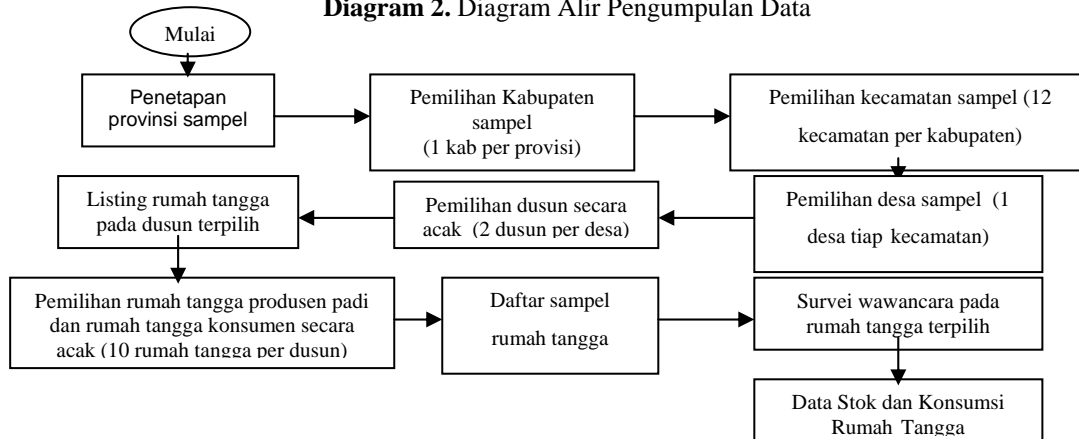 Diagram 2. Diagram Alir Pengumpulan Data
Mulai
Penetapan
provinsi sampel
Pemilihan Kabupaten
sampel
(1 kab per provisi)
Pemilihan kecamatan sampel (12
kecamatan per kabupaten)
Pemilihan desa sampel (1
desa tiap kecamatan)
Pemilihan dusun secara
acak (2 dusun per desa)
Listing rumah tangga
pada dusun terpilih
Pemilihan rumah tangga produsen padi
dan rumah tangga konsumen secara
acak (10 rumah tangga per dusun)
Daftar sampel
rumah tangga
Survei wawancara pada
rumah tangga terpilih
Data Stok dan Konsumsi
Rumah Tangga